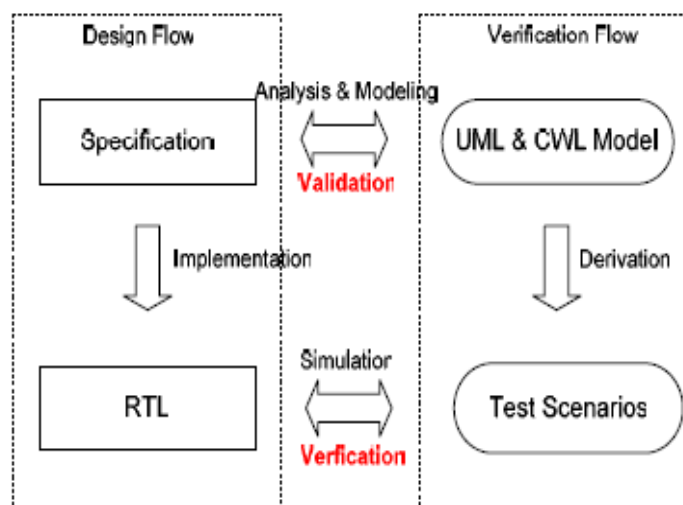 Design Flow
Verification Flow
Analysis & Modeling
Specification
UML & CWL Model
Validation
Implementation
Derivation
Simulation
RTL
Test Scenarios
Verfication